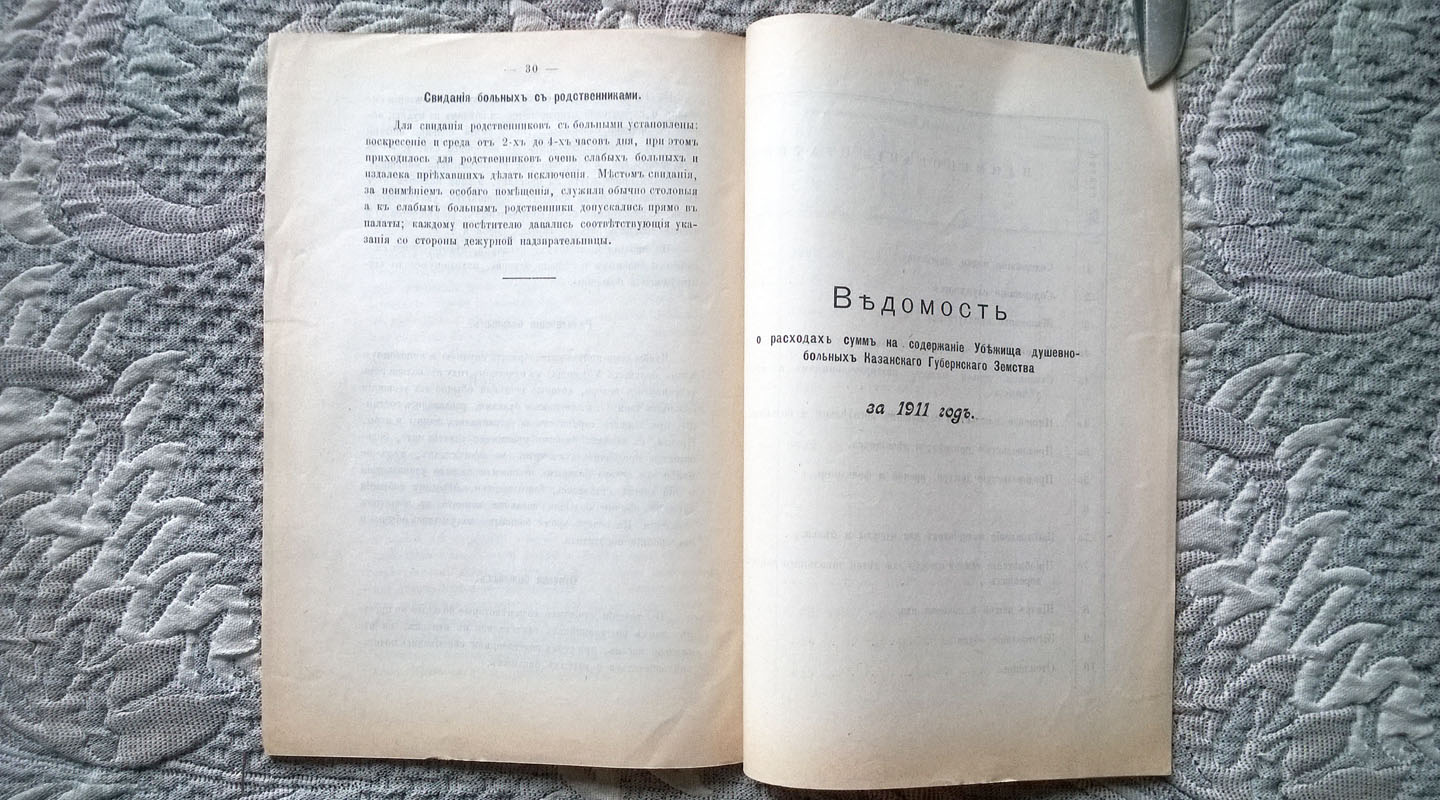 — 30 —
Свиданія больныхъ съ родственниками.
Для свиданія родственниковъ съ больными установлены:
воскресеніе и среда отъ 2-хъ до 4-хъ часовъ дня, при этомъ
приходилось для родственниковъ очень слабыхъ больныхъ и
издалека пріѣхавшихъ дѣлать исключенія. Мѣстомъ свиданія,
за неимѣніемъ особаго помѣщенія, служили обычно столовыя
а къ слабымъ больнымъ родственники допускались прямо въ
палаты; каждому посѣтителю давались соотвѣтствующія ука-
занія со стороны дежурной надзирательницы.
Вѣдомость
о расходахъ суммъ на содержаніе Убѣжища душевно-
больныхъ Казанскаго Губернскаго Земства
за 1911 годъ.